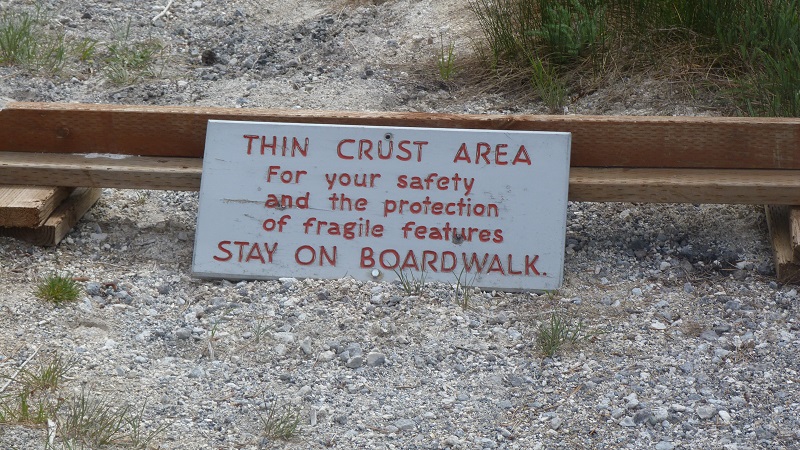 THIN CRUST AREA
For your safety
and the protection
of fragile features
STAY ON BOARDWALK.